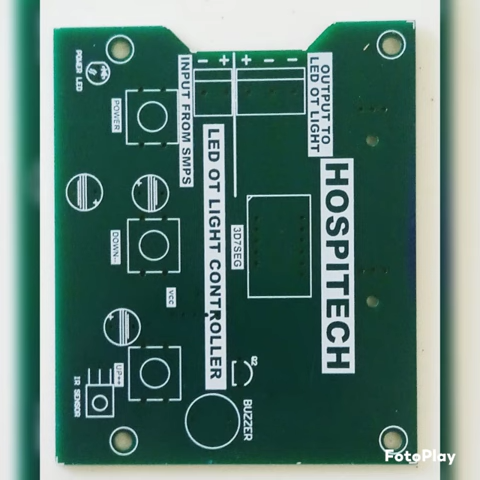 POWER LED
POWER
INPUT FROM SMPS
- +
+ - -
OUTPUT TO
LED OT LIGHT
HOSPITECH
LED OT LIGHT CONTROLLER
3D7SEG
DOWN--
vcc
UP++
IR SENSOR
BUZZER
FotoPlay